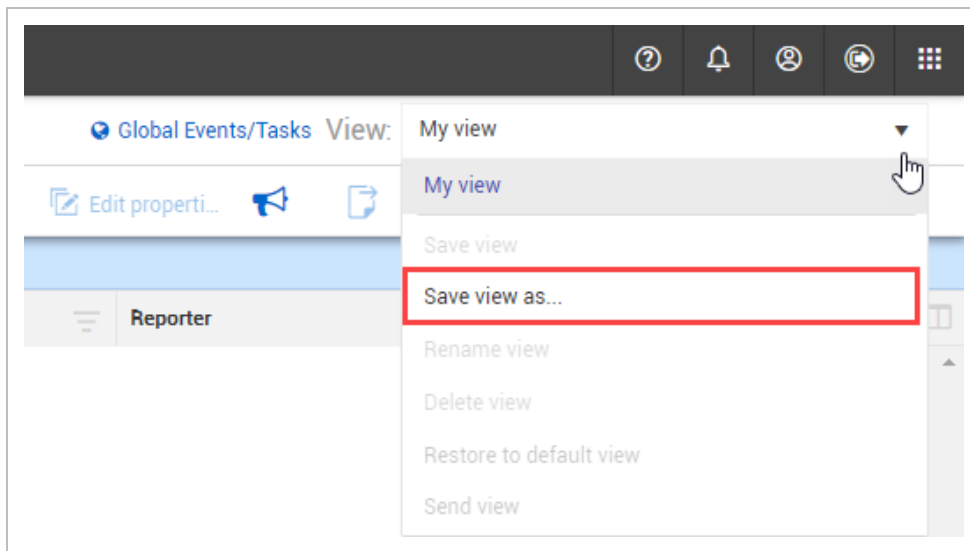 Global Events/Tasks View: My view
Edit properti... My view
Save view
Save view as...
Reporter
Rename view
Delete view
Restore to default view
Send view